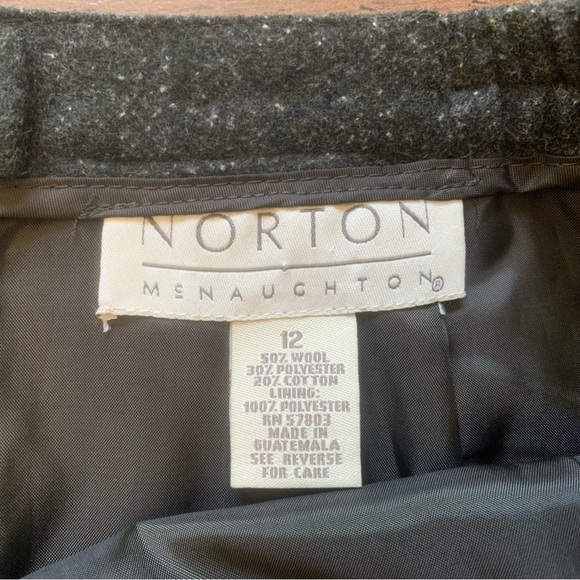 NORTON
McNAUGHTON®
12
50% WOOL
30% POLYESTER
20% COTTON
LINING:
100% POLYESTER
RN 57803
MADE IN
GUATEMALA
SEE REVERSE
FOR CARE